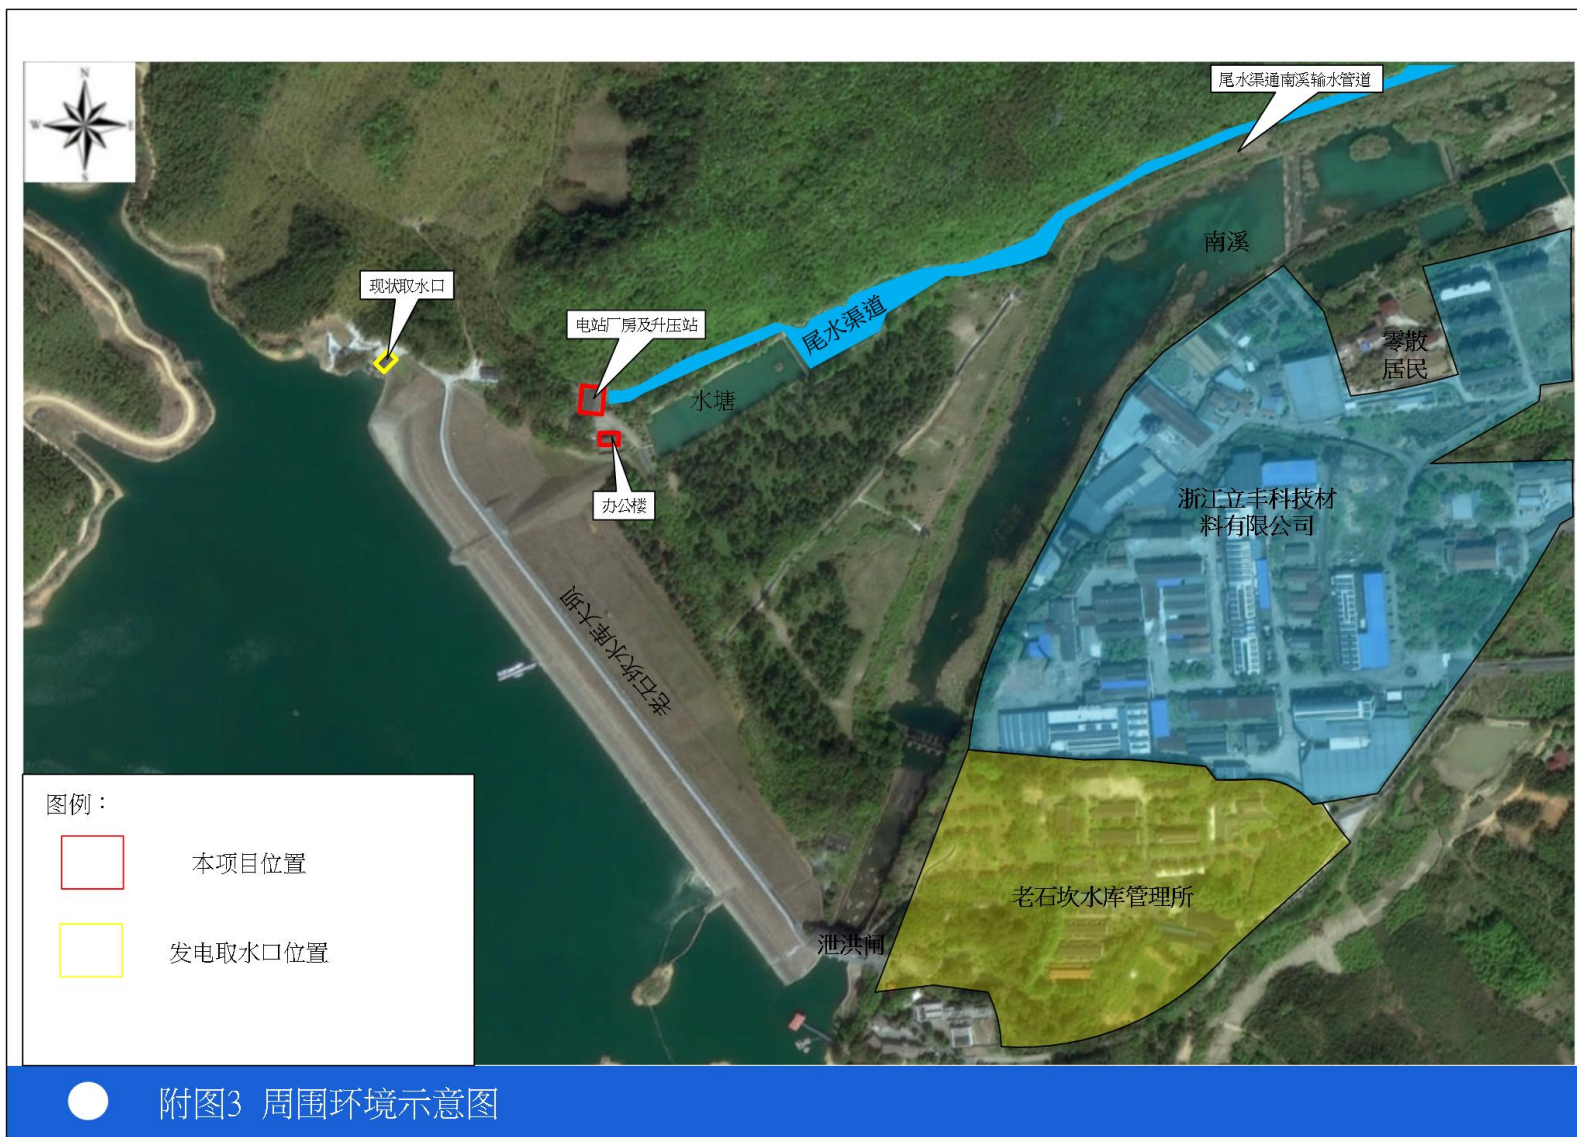 N
W
E
S
尾水渠通南溪输水管道
南溪
现状取水口
电站厂房及升压站
尾水渠道
零散
居民
水塘
办公楼
浙江立丰科技材
料有限公司
老石坎水库大坝
图例：
本项目位置
发电取水口位置
老石坎水库管理所
泄洪闸
附图3 周围环境示意图